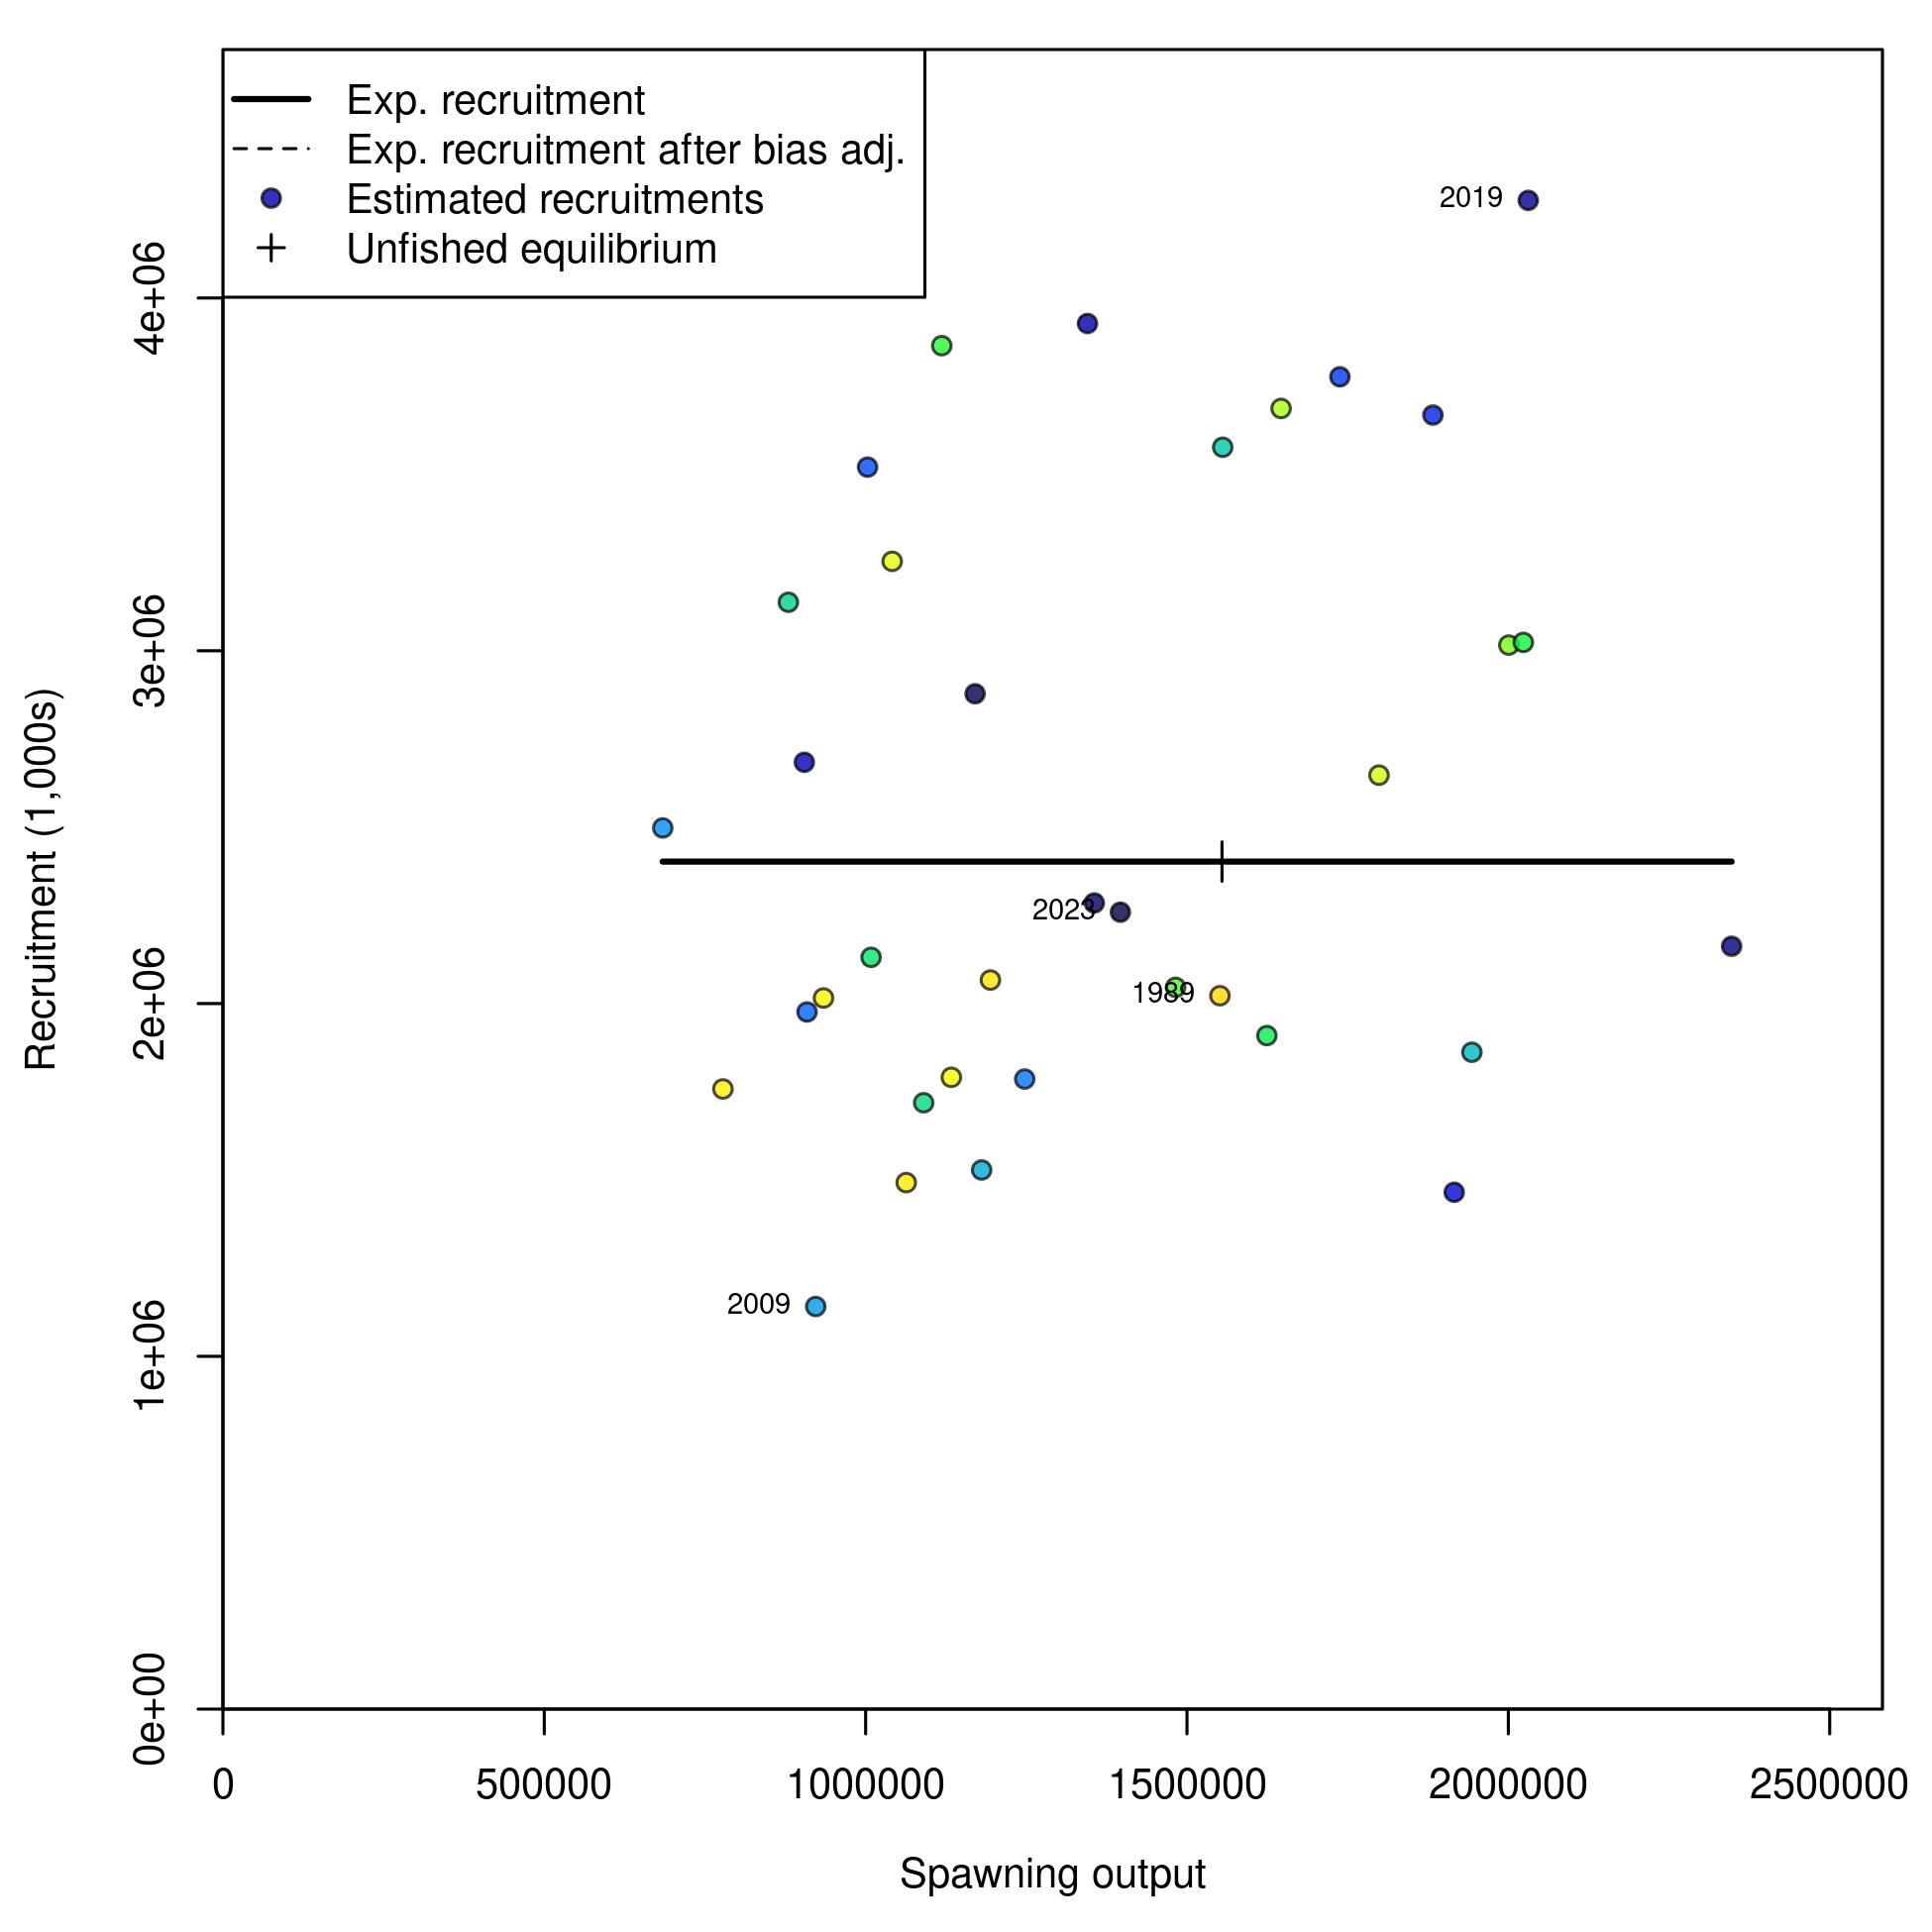 Exp. recruitment
Exp. recruitment after bias adj.
Estimated recruitments
Unfished equilibrium
2019
2023
1989
2009
Recruitment (1,000s)
4e+06
3e+06
2e+06
1e+06
0e+00
0 500000 1000000 1500000 2000000 2500000
Spawning output